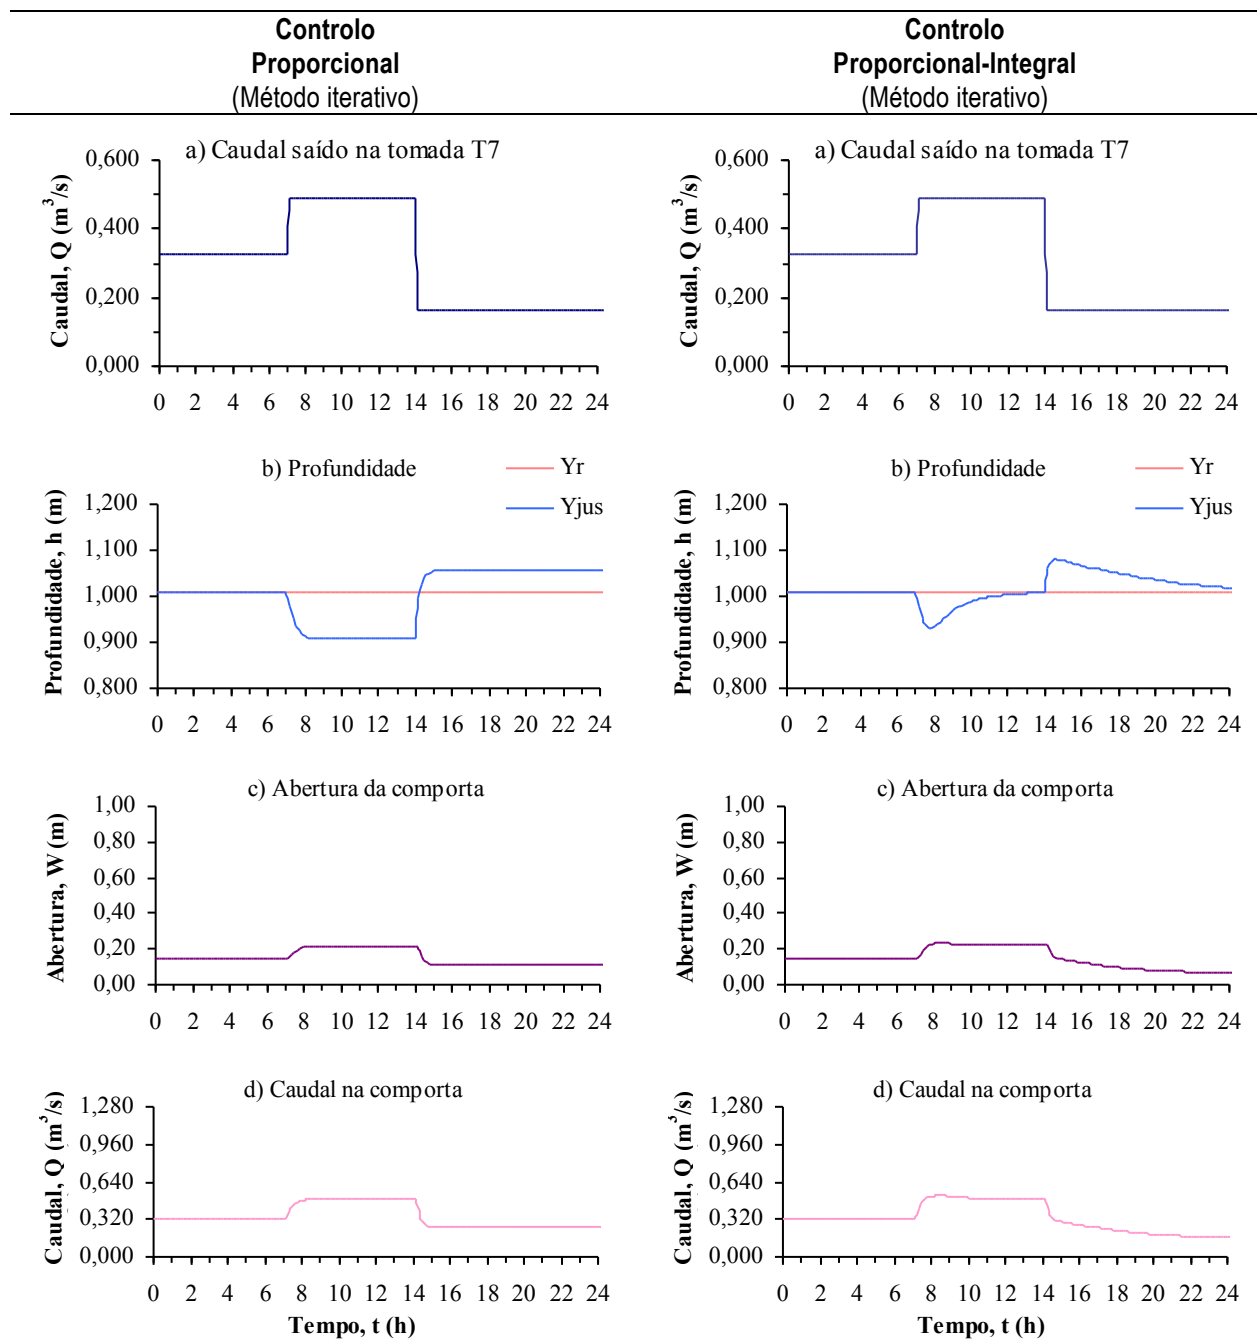 Controlo
Proporcional
(Método iterativo)
Controlo
Proporcional-Integral
(Método iterativo)
a) Caudal saído na tomada T7
Caudal, Q (m³/s)
0,600
0,400
0,200
0,000
0 2 4 6 8 10 12 14 16 18 20 22 24
a) Caudal saído na tomada T7
Caudal, Q (m³/s)
0,600
0,400
0,200
0,000
0 2 4 6 8 10 12 14 16 18 20 22 24
b) Profundidade
Yr
Yjus
Profundidade, h (m)
1,200
1,100
1,000
0,900
0,800
0 2 4 6 8 10 12 14 16 18 20 22 24
b) Profundidade
Yr
Yjus
Profundidade, h (m)
1,200
1,100
1,000
0,900
0,800
0 2 4 6 8 10 12 14 16 18 20 22 24
c) Abertura da comporta
Abertura, W (m)
1,00
0,80
0,60
0,40
0,20
0,00
0 2 4 6 8 10 12 14 16 18 20 22 24
c) Abertura da comporta
Abertura, W (m)
1,00
0,80
0,60
0,40
0,20
0,00
0 2 4 6 8 10 12 14 16 18 20 22 24
d) Caudal na comporta
Caudal, Q (m³/s)
1,280
0,960
0,640
0,320
0,000
0 2 4 6 8 10 12 14 16 18 20 22 24
Tempo, t (h)
d) Caudal na comporta
Caudal, Q (m³/s)
1,280
0,960
0,640
0,320
0,000
0 2 4 6 8 10 12 14 16 18 20 22 24
Tempo, t (h)